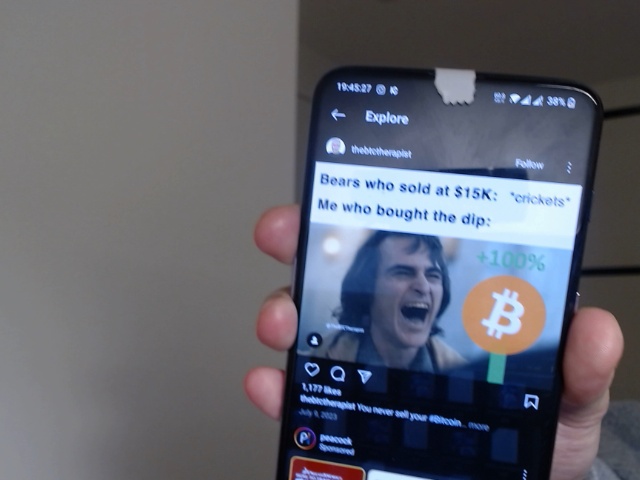 19:45:27
38%
Explore
thebtctherapist
Follow
Bears who sold at $15K: *crickets*
Me who bought the dip:
+100%
1,177 likes
thebtctherapist You never sell your #Bitcoin... more
July 9, 2023
peacock
Sponsored